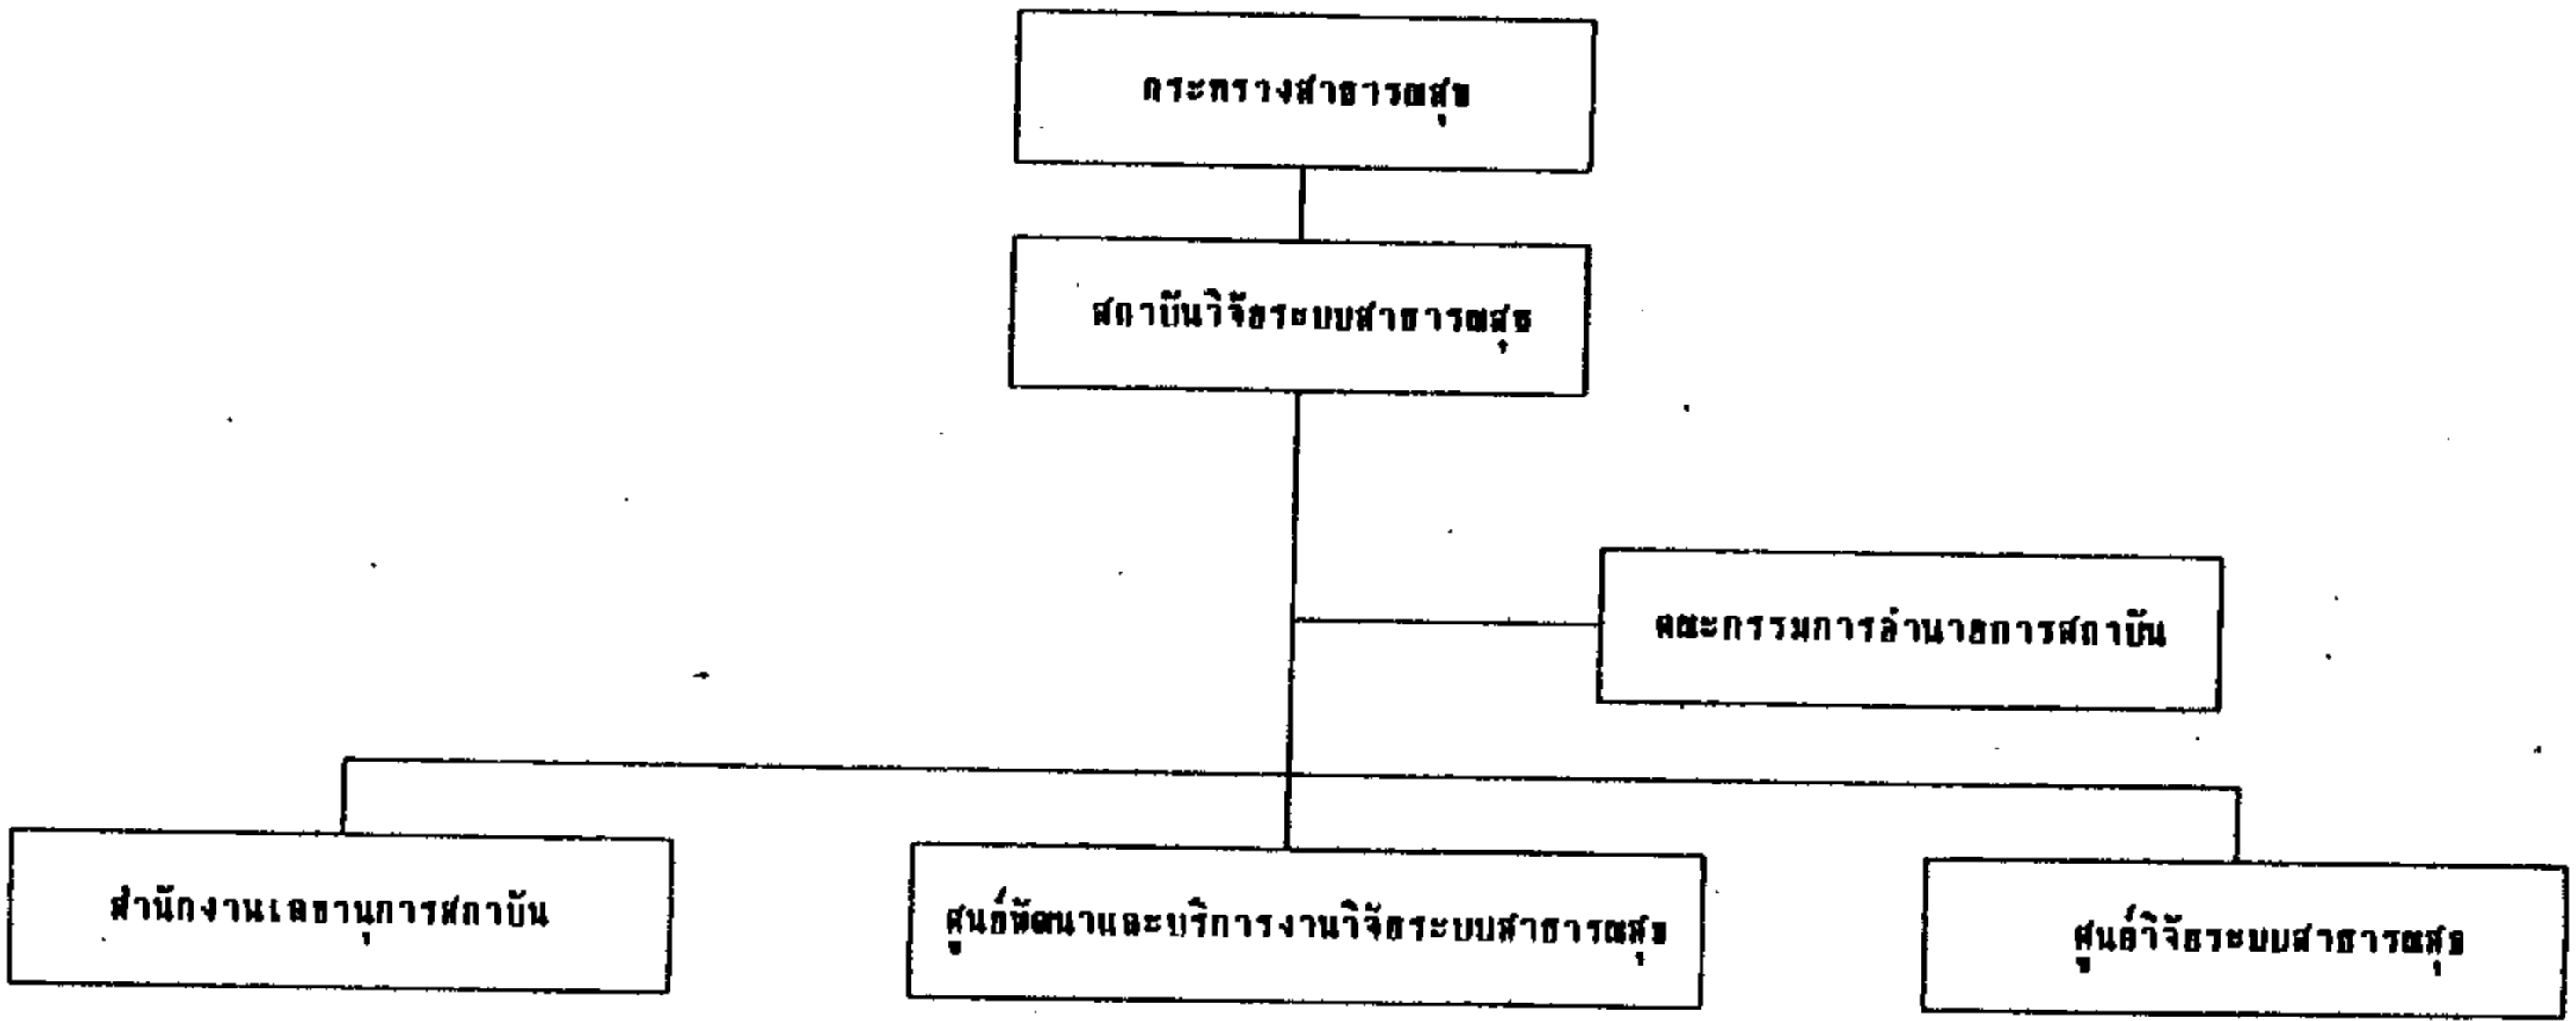 กระทรวงสาธารณสุข
สถาบันวิจัยระบบสาธารณสุข
คณะกรรมการอำนวยการสถาบัน
สำนักงานเลขานุการสถาบัน
ศูนย์พัฒนาและบริการงานวิจัยระบบสาธารณสุข
ศูนย์วิจัยระบบสาธารณสุข